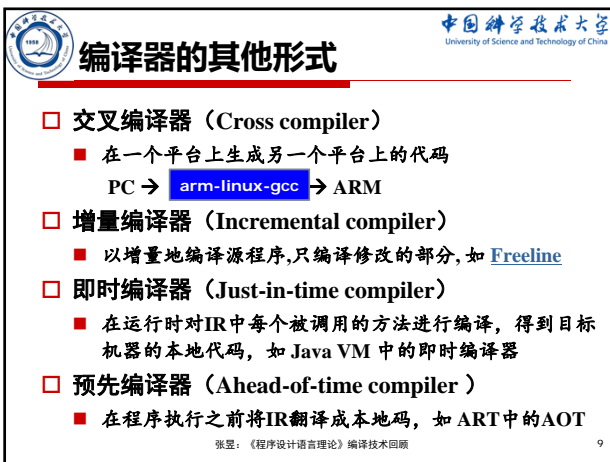 中国科学技术大学
University of Science and Technology of China
1958
编译器的其他形式
交叉编译器（Cross compiler）
在一个平台上生成另一个平台上的代码
PC → arm-linux-gcc → ARM
增量编译器（Incremental compiler）
以增量地编译源程序,只编译修改的部分, 如 Freeline
即时编译器（Just-in-time compiler）
在运行时对IR中每个被调用的方法进行编译，得到目标
机器的本地代码，如 Java VM 中的即时编译器
预先编译器（Ahead-of-time compiler ）
在程序执行之前将IR翻译成本地码，如 ART中的AOT
张昱：《程序设计语言理论》编译技术回顾 9